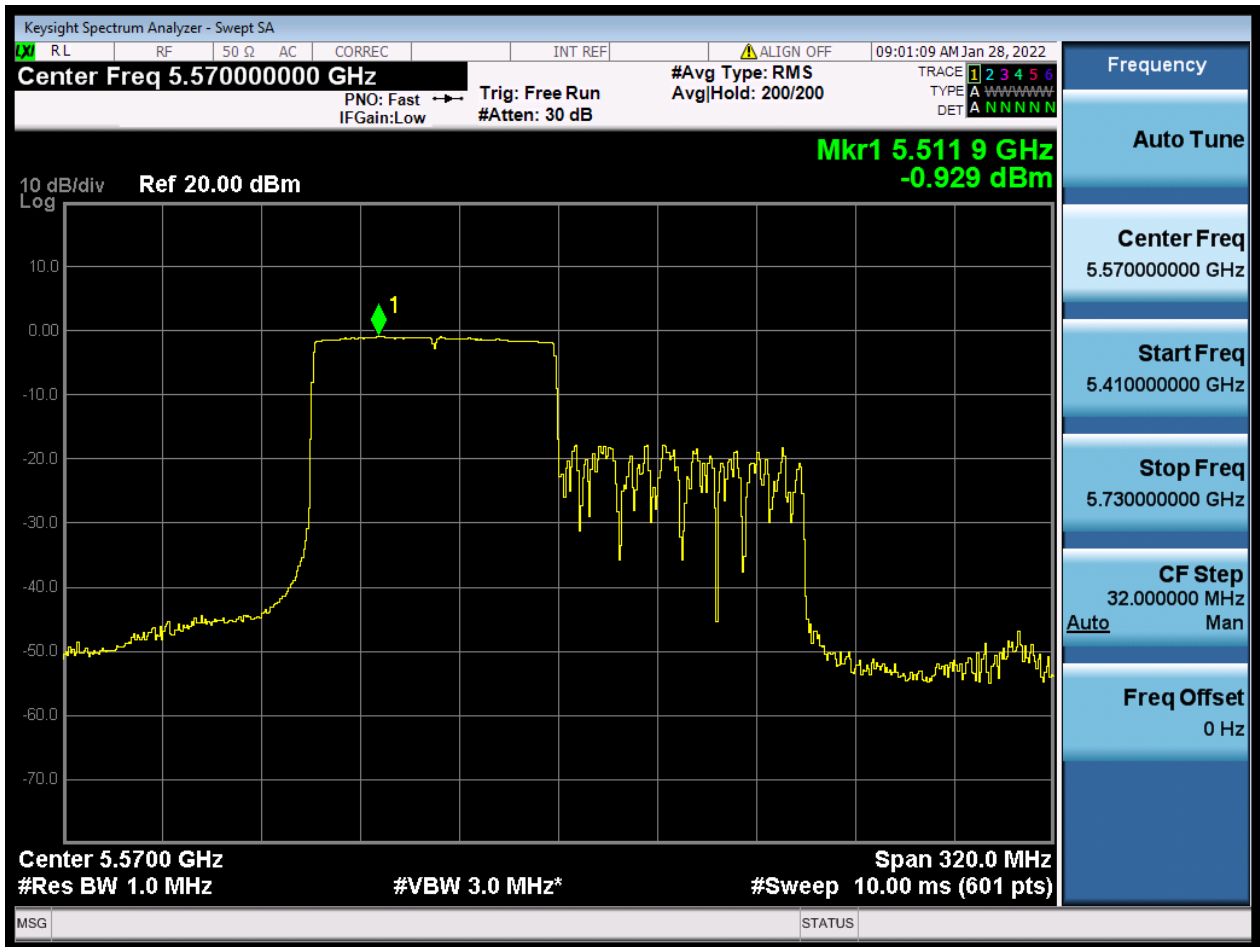 Keysight Spectrum Analyzer - Swept SA
LXI RL RF 50 Ω AC CORREC INT REF ALIGN OFF 09:01:09 AM Jan 28, 2022
Center Freq 5.570000000 GHz
PNO: Fast
IFGain:Low
Trig: Free Run
#Atten: 30 dB
#Avg Type: RMS
Avg|Hold: 200/200
TRACE 1 2 3 4 5 6
TYPE A WWWWW
DET A N N N N N
Mkr1 5.511 9 GHz
-0.929 dBm
10 dB/div Ref 20.00 dBm
Log
10.0
0.00
-10.0
-20.0
-30.0
-40.0
-50.0
-60.0
-70.0
1
Center 5.5700 GHz Span 320.0 MHz
#Res BW 1.0 MHz #VBW 3.0 MHz* #Sweep 10.00 ms (601 pts)
MSG STATUS
Frequency
Auto Tune
Center Freq
5.570000000 GHz
Start Freq
5.410000000 GHz
Stop Freq
5.730000000 GHz
CF Step
32.000000 MHz
Auto Man
Freq Offset
0 Hz